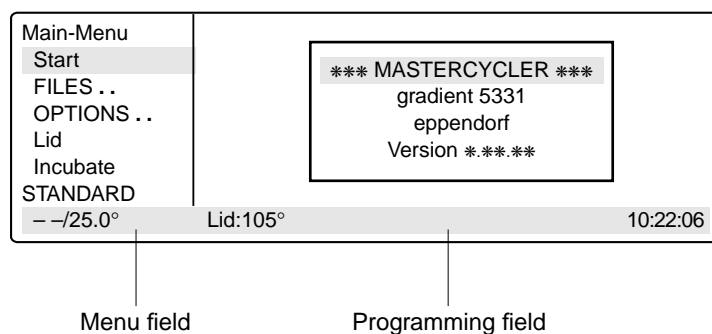 Main-Menu
Start
FILES . .
OPTIONS . .
Lid
Incubate
STANDARD
*** MASTERCYCLER ***
gradient 5331
eppendorf
Version *.**.**
– –/25.0° Lid:105° 10:22:06
Menu field Programming field